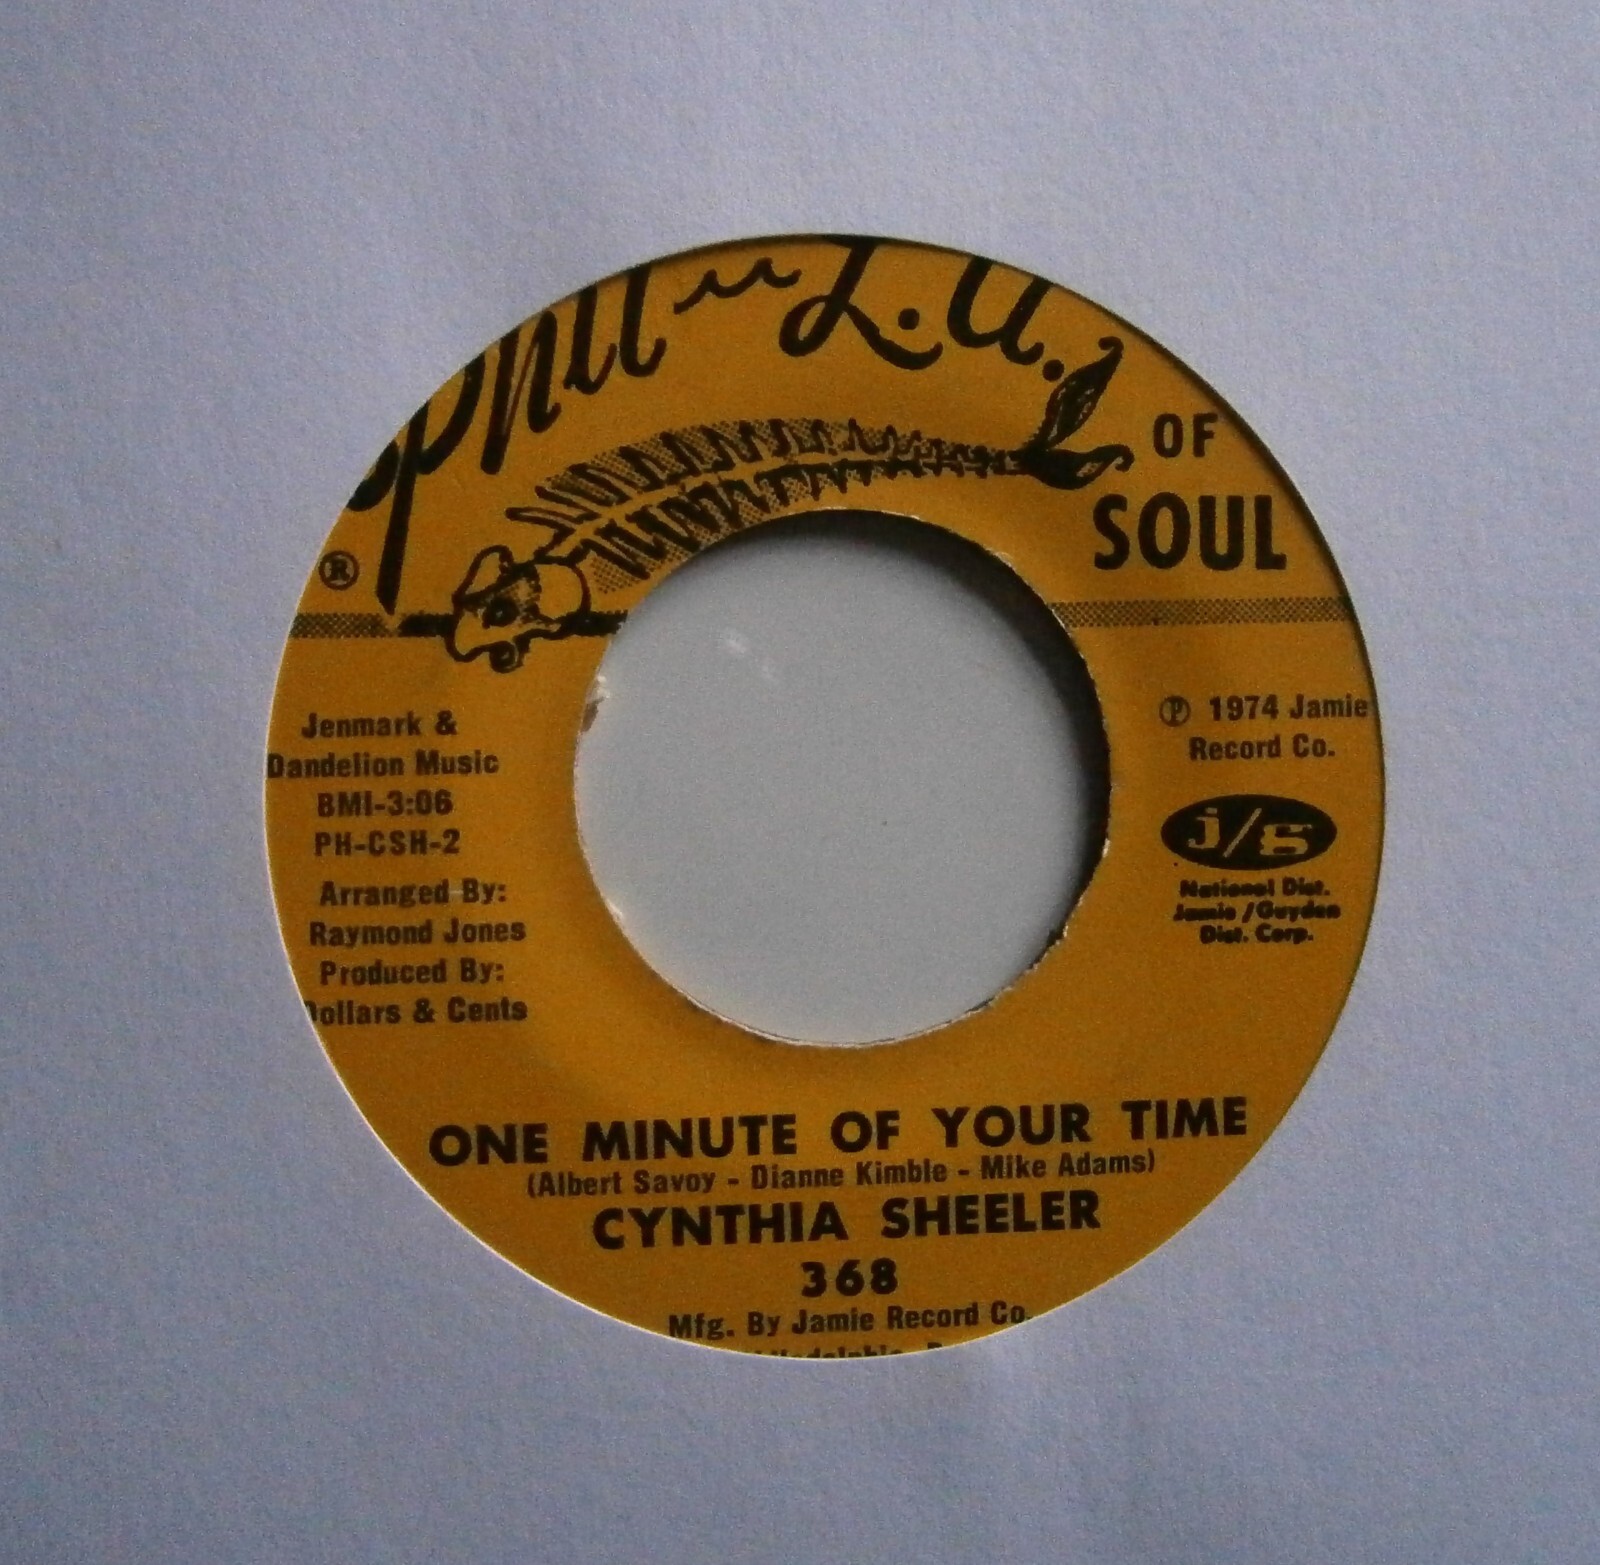 Phil-L.A.
OF
SOUL
®
Jenmark &
Dandelion Music
BMI-3:06
PH-CSH-2
Arranged By:
Raymond Jones
Produced By:
Dollars & Cents
℗ 1974 Jamie
Record Co.
j/g
National Dist.
Jamie/Guyden
Dist. Corp.
ONE MINUTE OF YOUR TIME
(Albert Savoy - Dianne Kimble - Mike Adams)
CYNTHIA SHEELER
368
Mfg. By Jamie Record Co.